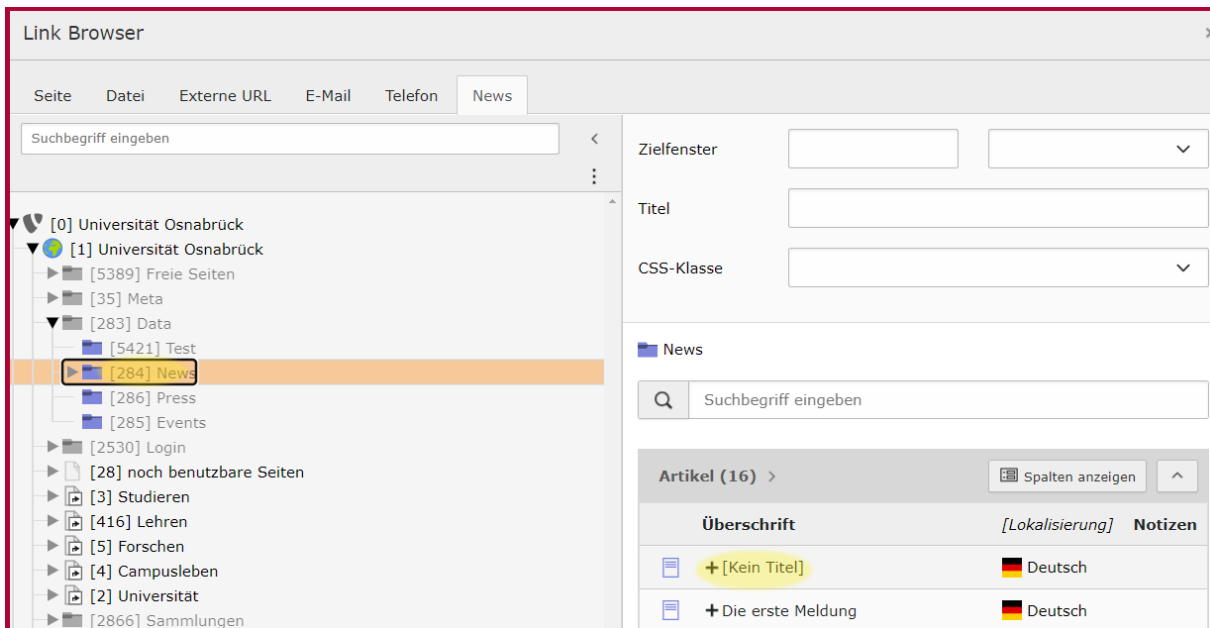 Link Browser
Seite Datei Externe URL E-Mail Telefon News
Suchbegriff eingeben
[0] Universität Osnabrück
[1] Universität Osnabrück
[5389] Freie Seiten
[35] Meta
[283] Data
[5421] Test
[284] News
[286] Press
[285] Events
[2530] Login
[28] noch benutzbare Seiten
[3] Studieren
[416] Lehren
[5] Forschen
[4] Campusleben
[2] Universität
[2866] Sammlungen
Zielfenster
Titel
CSS-Klasse
News
Suchbegriff eingeben
Artikel (16) >
Spalten anzeigen
Überschrift [Lokalisierung] Notizen
+ [Kein Titel] Deutsch
+ Die erste Meldung Deutsch